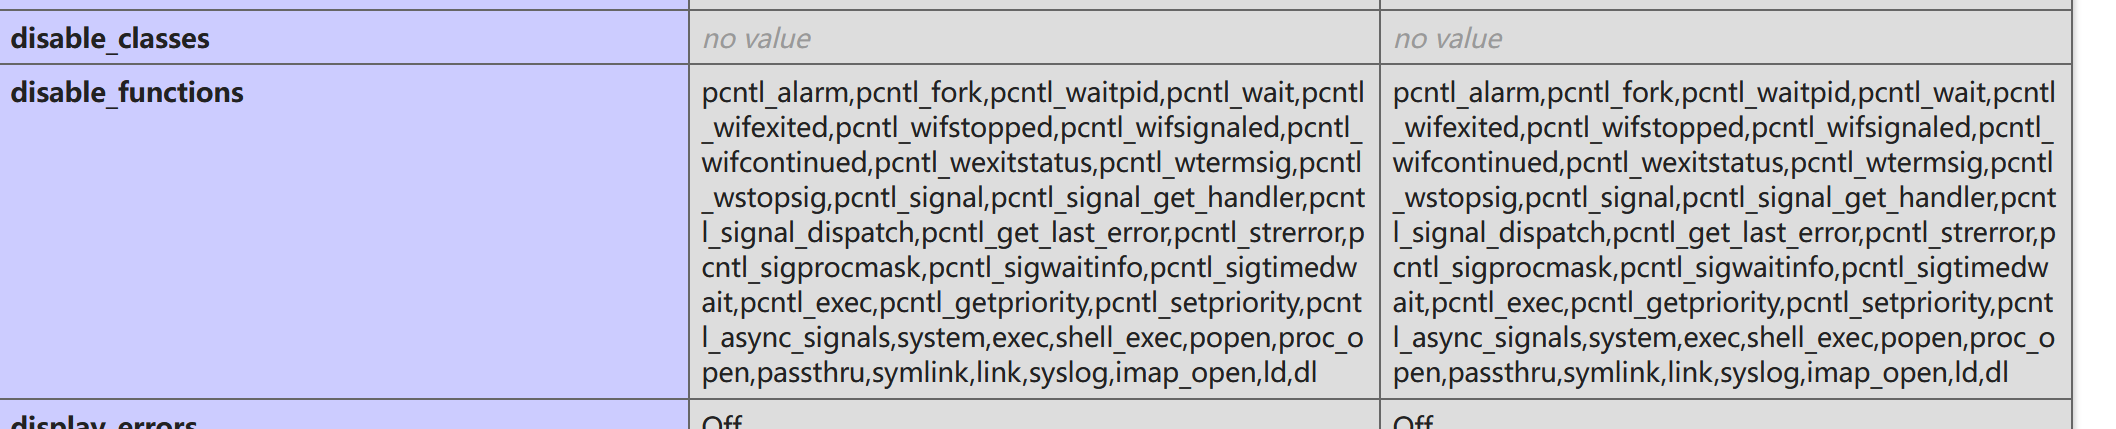 disable_classes no value no value
disable_functions
pcntl_alarm,pcntl_fork,pcntl_waitpid,pcntl_wait,pcntl
_wifexited,pcntl_wifstopped,pcntl_wifsignaled,pcntl_
wifcontinued,pcntl_wexitstatus,pcntl_wtermsig,pcntl
_wstopsig,pcntl_signal,pcntl_signal_get_handler,pcnt
l_signal_dispatch,pcntl_get_last_error,pcntl_strerror,p
cntl_sigprocmask,pcntl_sigwaitinfo,pcntl_sigtimedw
ait,pcntl_exec,pcntl_getpriority,pcntl_setpriority,pcnt
l_async_signals,system,exec,shell_exec,popen,proc_o
pen,passthru,symlink,link,syslog,imap_open,ld,dl
pcntl_alarm,pcntl_fork,pcntl_waitpid,pcntl_wait,pcntl
_wifexited,pcntl_wifstopped,pcntl_wifsignaled,pcntl_
wifcontinued,pcntl_wexitstatus,pcntl_wtermsig,pcntl
_wstopsig,pcntl_signal,pcntl_signal_get_handler,pcnt
l_signal_dispatch,pcntl_get_last_error,pcntl_strerror,p
cntl_sigprocmask,pcntl_sigwaitinfo,pcntl_sigtimedw
ait,pcntl_exec,pcntl_getpriority,pcntl_setpriority,pcnt
l_async_signals,system,exec,shell_exec,popen,proc_o
pen,passthru,symlink,link,syslog,imap_open,ld,dl
display_errors Off Off